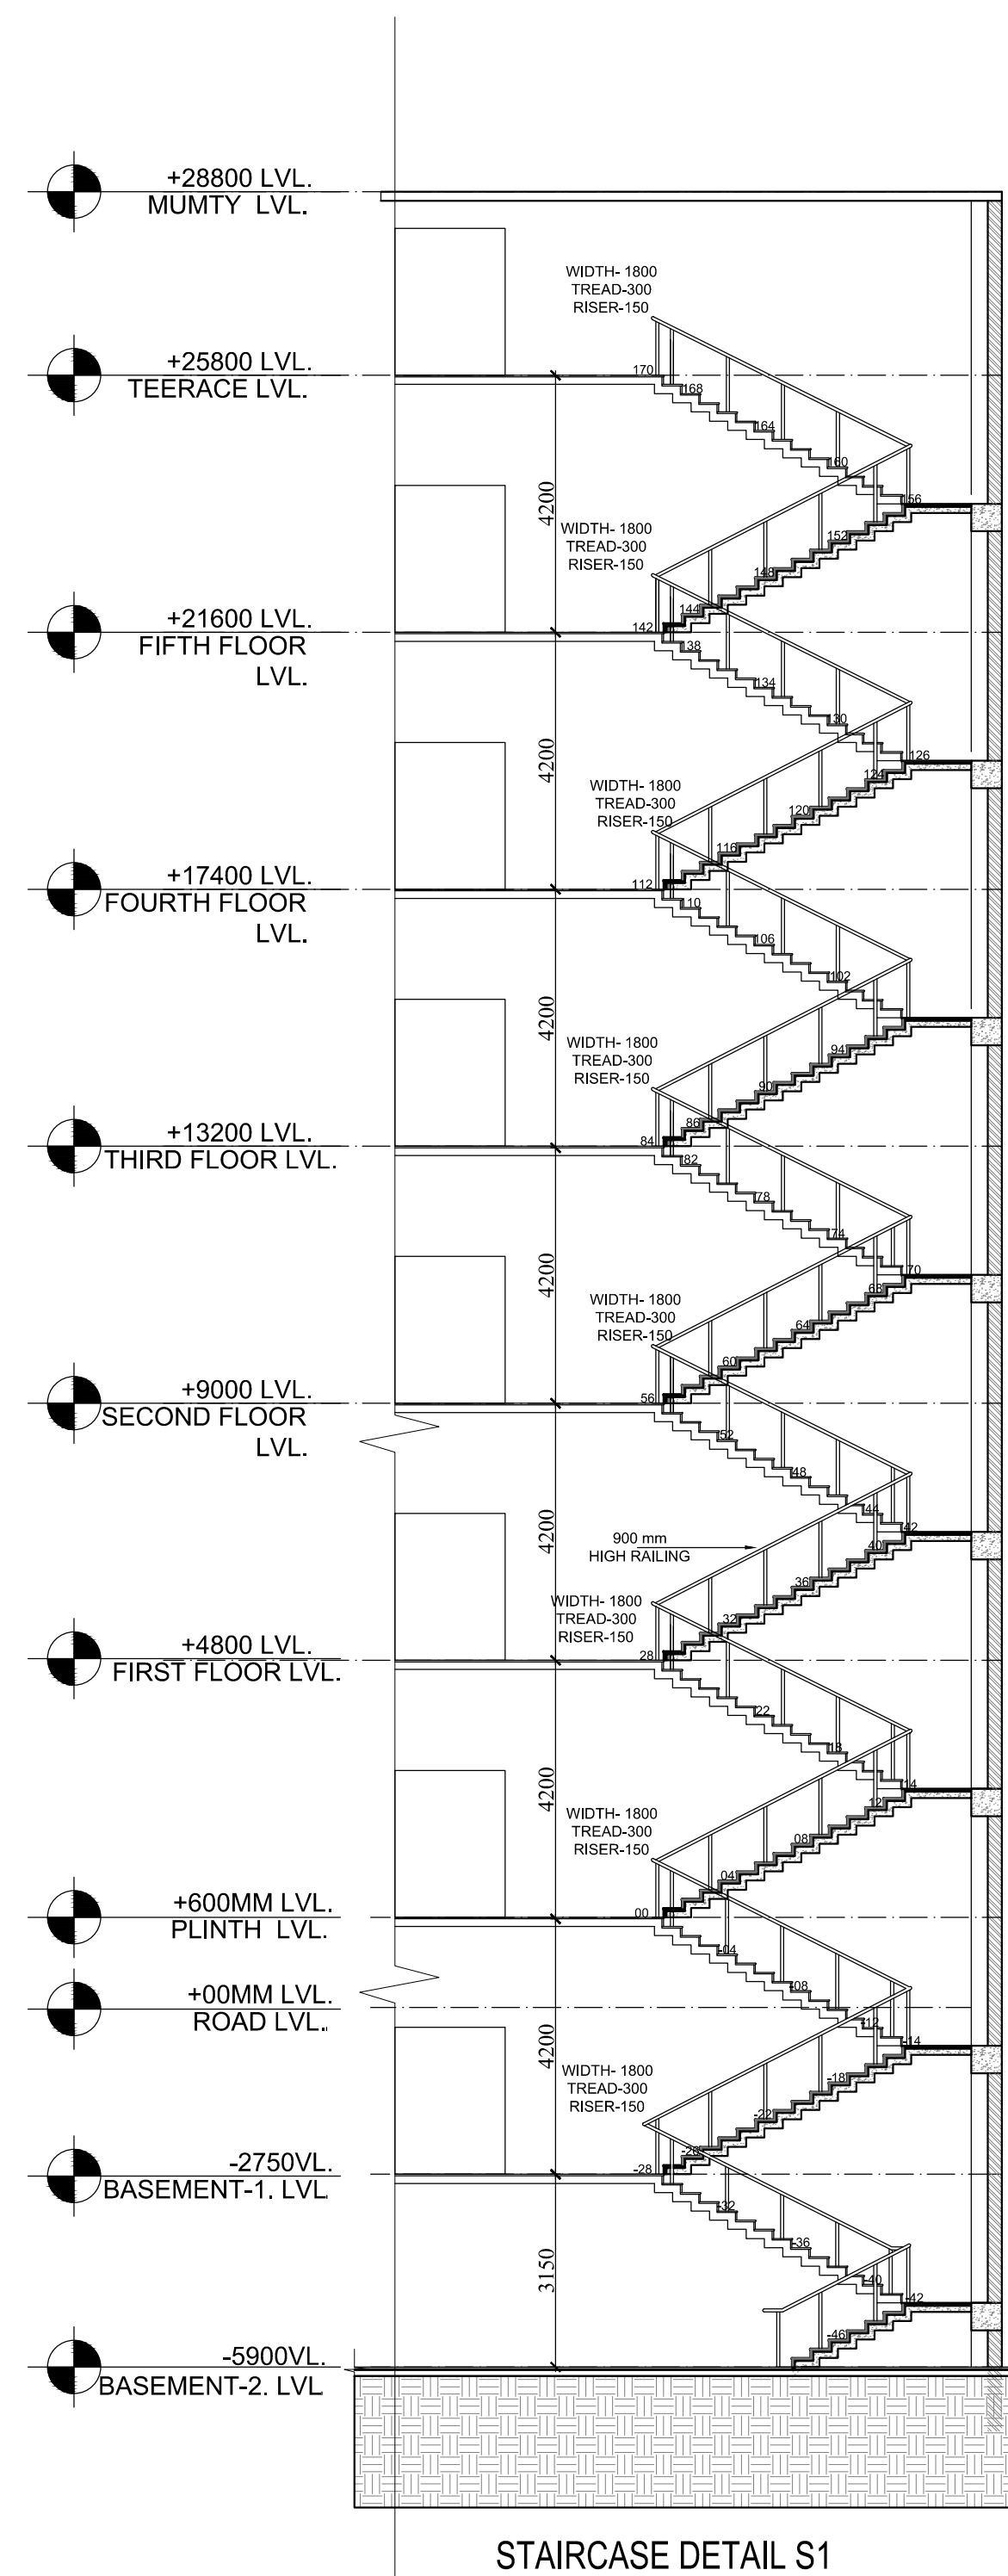 +28800 LVL.
MUMTY LVL.
WIDTH- 1800
TREAD-300
RISER-150
+25800 LVL.
TEERACE LVL.
170
168
164
160
156
4200
WIDTH- 1800
TREAD-300
RISER-150
152
148
144
+21600 LVL.
FIFTH FLOOR
LVL.
142
138
134
130
126
4200
WIDTH- 1800
TREAD-300
RISER-150
124
120
116
+17400 LVL.
FOURTH FLOOR
LVL.
112
110
106
102
4200
WIDTH- 1800
TREAD-300
RISER-150
94
90
86
+13200 LVL.
THIRD FLOOR LVL.
84
82
78
74
70
4200
WIDTH- 1800
TREAD-300
RISER-150
68
64
60
+9000 LVL.
SECOND FLOOR
LVL.
56
52
48
44
42
4200
900 mm
HIGH RAILING
40
36
WIDTH- 1800
TREAD-300
RISER-150
32
+4800 LVL.
FIRST FLOOR LVL.
28
22
18
14
4200
WIDTH- 1800
TREAD-300
RISER-150
12
08
04
+600MM LVL.
PLINTH LVL.
00
-04
-08
+00MM LVL.
ROAD LVL.
-12
-14
4200
WIDTH- 1800
TREAD-300
RISER-150
-18
-22
-26
-2750VL.
BASEMENT-1. LVL
-28
-32
-36
-40
-42
3150
-46
-5900VL.
BASEMENT-2. LVL
STAIRCASE DETAIL S1